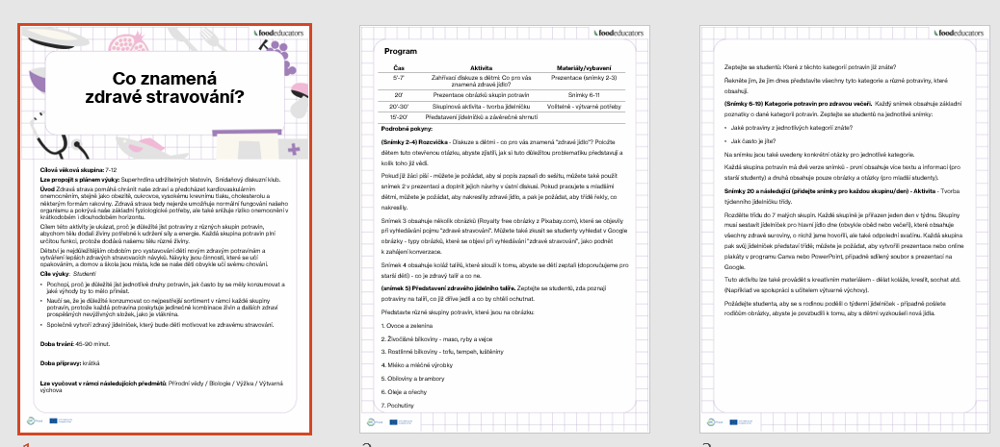 foodeducators
Co znamená
zdravé stravování?
Cílová věková skupina: 7-12
Lze propojit s plánem výuky: Superhrdina udržitelných těstovin, Snídaňový diskuzní klub.
Úvod Zdravá strava pomáhá chránit naše zdraví a předcházet kardiovaskulárním
onemocněním, stejně jako obezitě, cukrovce, vysokému krevnímu tlaku, cholesterolu a
některým formám rakoviny. Zdravá strava tedy nejenže umožňuje normální fungování našeho
organismu a pokrývá naše základní fyziologické potřeby, ale také snižuje riziko onemocnění v
krátkodobém i dlouhodobém horizontu.
Cílem této aktivity je ukázat, proč je důležité jíst potraviny z různých skupin potravin,
abychom tělu dodali živiny potřebné k udržení síly a energie. Každá skupina potravin plní
určitou funkci, protože dodává našemu tělu různé živiny.
Dětství je nejdůležitějším obdobím pro vystavování dětí novým zdravým potravinám a
vytváření lepších zdravých stravovacích návyků. Návyky jsou činnosti, které se učí
opakováním, a domov a škola jsou místa, kde se naše děti obvykle učí svému chování.
Cíle výuky: Studenti
• Pochopí, proč je důležité jíst jednotlivé druhy potravin, jak často by se měly konzumovat a
jaké výhody by to mělo přinést.
• Naučí se, že je důležité konzumovat co nejpestřejší sortiment v rámci každé skupiny
potravin, protože každá potravina poskytuje jedinečné kombinace živin a dalších zdraví
prospěšných nevýživných složek, jako je vláknina.
• Společně vytvoří zdravý jídelníček, který bude děti motivovat ke zdravému stravování.
Doba trvání: 45-90 minut.
Doba přípravy: krátká
Lze vyučovat v rámci následujících předmětů: Přírodní vědy / Biologie / Výživa / Výtvarná
výchova
foodeducators
Program
Čas Aktivita Materiály/vybavení
5'-7' Zahřívací diskuze s dětmi: Co pro vás Prezentace (snímky 2-3)
znamená zdravé jídlo?
20' Prezentace obrázků skupin potravin Snímky 6-11
20'-30' Skupinová aktivita - tvorba jídelníčku Volitelně - výtvarné potřeby
15'-20' Představení jídelníčků a závěrečné shrnutí
Podrobné pokyny:
(Snímky 2-4) Rozcvička - Diskuse s dětmi - co pro vás znamená "zdravé jídlo"? Položte
dětem tuto otevřenou otázku, abyste zjistili, jak si tuto důležitou problematiku představují a
kolik toho již vědí.
Pokud již žáci píší - můžete je požádat, aby si popis zapsali do sešitu, můžete také použít
snímek 2 v prezentaci a doplnit jejich návrhy v ústní diskusi. Pokud pracujete s mladšími
dětmi, můžete je požádat, aby nakreslily zdravé jídlo, a pak je požádat, aby třídě řekly, co
nakreslily.
Snímek 3 obsahuje několik obrázků (Royalty free obrázky z Pixabay.com), které se objevily
při vyhledávání pojmu "zdravé stravování". Můžete také zkusit se studenty vyhledat v Google
obrázky - typy obrázků, které se objeví při vyhledávání "zdravé stravování", jako podnět
k zahájení konverzace.
Snímek 4 obsahuje koláž talířů, které slouží k tomu, abyste se dětí zeptali (doporučujeme pro
starší děti) - co je zdravý talíř a co ne.
(snímek 5) Představení zdravého jídelního talíře. Zeptejte se studentů, zda poznají
potraviny na talíři, co jíž dříve jedli a co by chtěli ochutnat.
Představte různé skupiny potravin, které jsou na obrázku:
1. Ovoce a zelenina
2. Živočišné bílkoviny - maso, ryby a vejce
3. Rostlinné bílkoviny - tofu, tempeh, luštěniny
4. Mléko a mléčné výrobky
5. Obiloviny a brambory
6. Oleje a ořechy
7. Pochutiny
foodeducators
Zeptejte se studentů: Které z těchto kategorií potravin již znáte?
Řekněte jim, že jim dnes představíte všechny tyto kategorie a různé potraviny, které
obsahují.
(Snímky 6-19) Kategorie potravin pro zdravou večeři. Každý snímek obsahuje základní
poznatky o dané kategorii potravin. Zeptejte se studentů na jednotlivé snímky:
• Jaké potraviny z jednotlivých kategorií znáte?
• Jak často je jíte?
Na snímku jsou také uvedeny konkrétní otázky pro jednotlivé kategorie.
Každá skupina potravin má dvě verze snímků - první obsahuje více textu a informací (pro
starší studenty) a druhá obsahuje pouze obrázky a otázky (pro mladší studenty).
Snímky 20 a následující (přidejte snímky pro každou skupinu/den) - Aktivita - Tvorba
týdenního jídelníčku třídy.
Rozdělte třídu do 7 malých skupin. Každé skupině je přiřazen jeden den v týdnu. Skupiny
musí sestavit jídelníček pro hlavní jídlo dne (obvykle oběd nebo večeři), které obsahuje
všechny zdravé suroviny, o nichž jsme hovořili, ale také odpolední svačinu. Každá skupina
pak svůj jídelníček představí třídě; můžete je požádat, aby vytvořili prezentace nebo online
plakáty v programu Canva nebo PowerPoint, případně sdílený soubor s prezentací na
Google.
Tuto aktivitu lze také provádět s kreativním materiálem - dělat koláže, kreslit, sochat atd.
(Například ve spolupráci s učitelem výtvarné výchovy).
Požádejte studenta, aby se s rodinou podělil o týdenní jídelníček - případně pošlete
rodičům obrázky, abyste je povzbudili k tomu, aby s dětmi vyzkoušeli nová jídla.